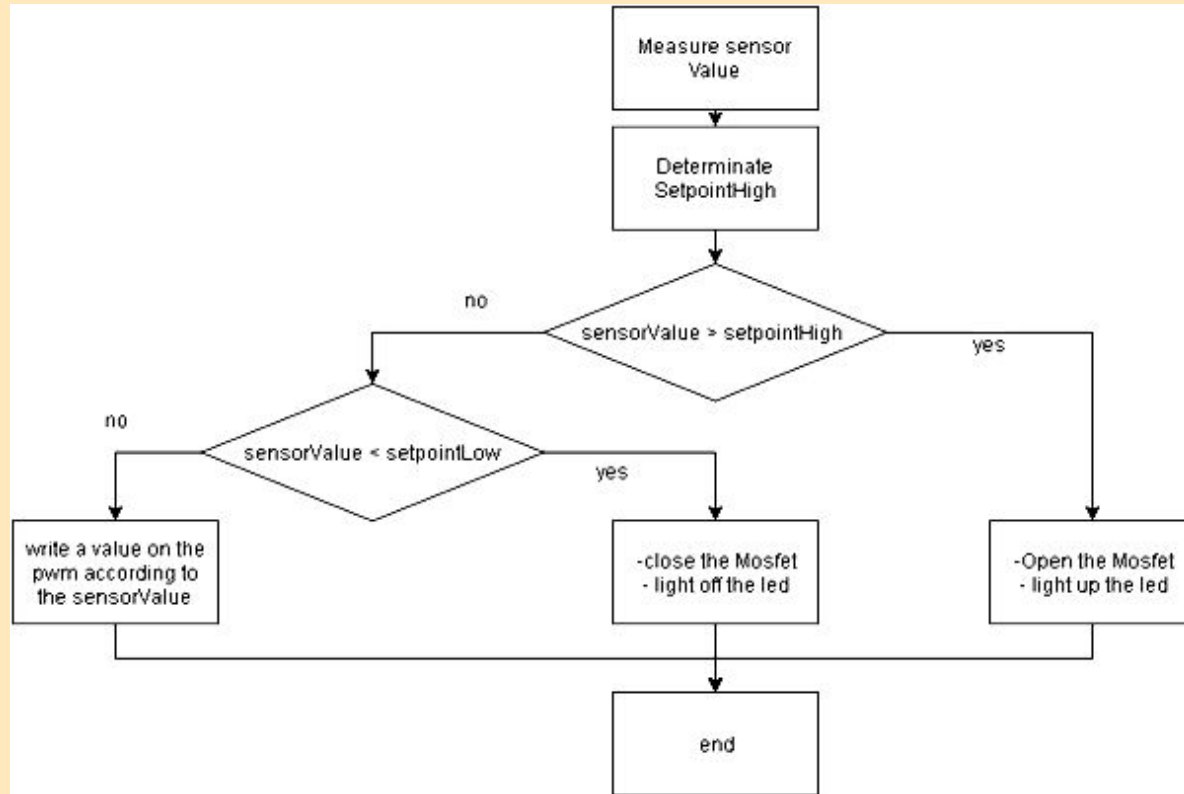 Measure sensor
Value
Determinate
SetpointHigh
no
sensorValue > setpointHigh
yes
no
sensorValue < setpointLow
yes
write a value on the
pwm according to
the sensorValue
-close the Mosfet
- light off the led
-Open the Mosfet
- light up the led
end